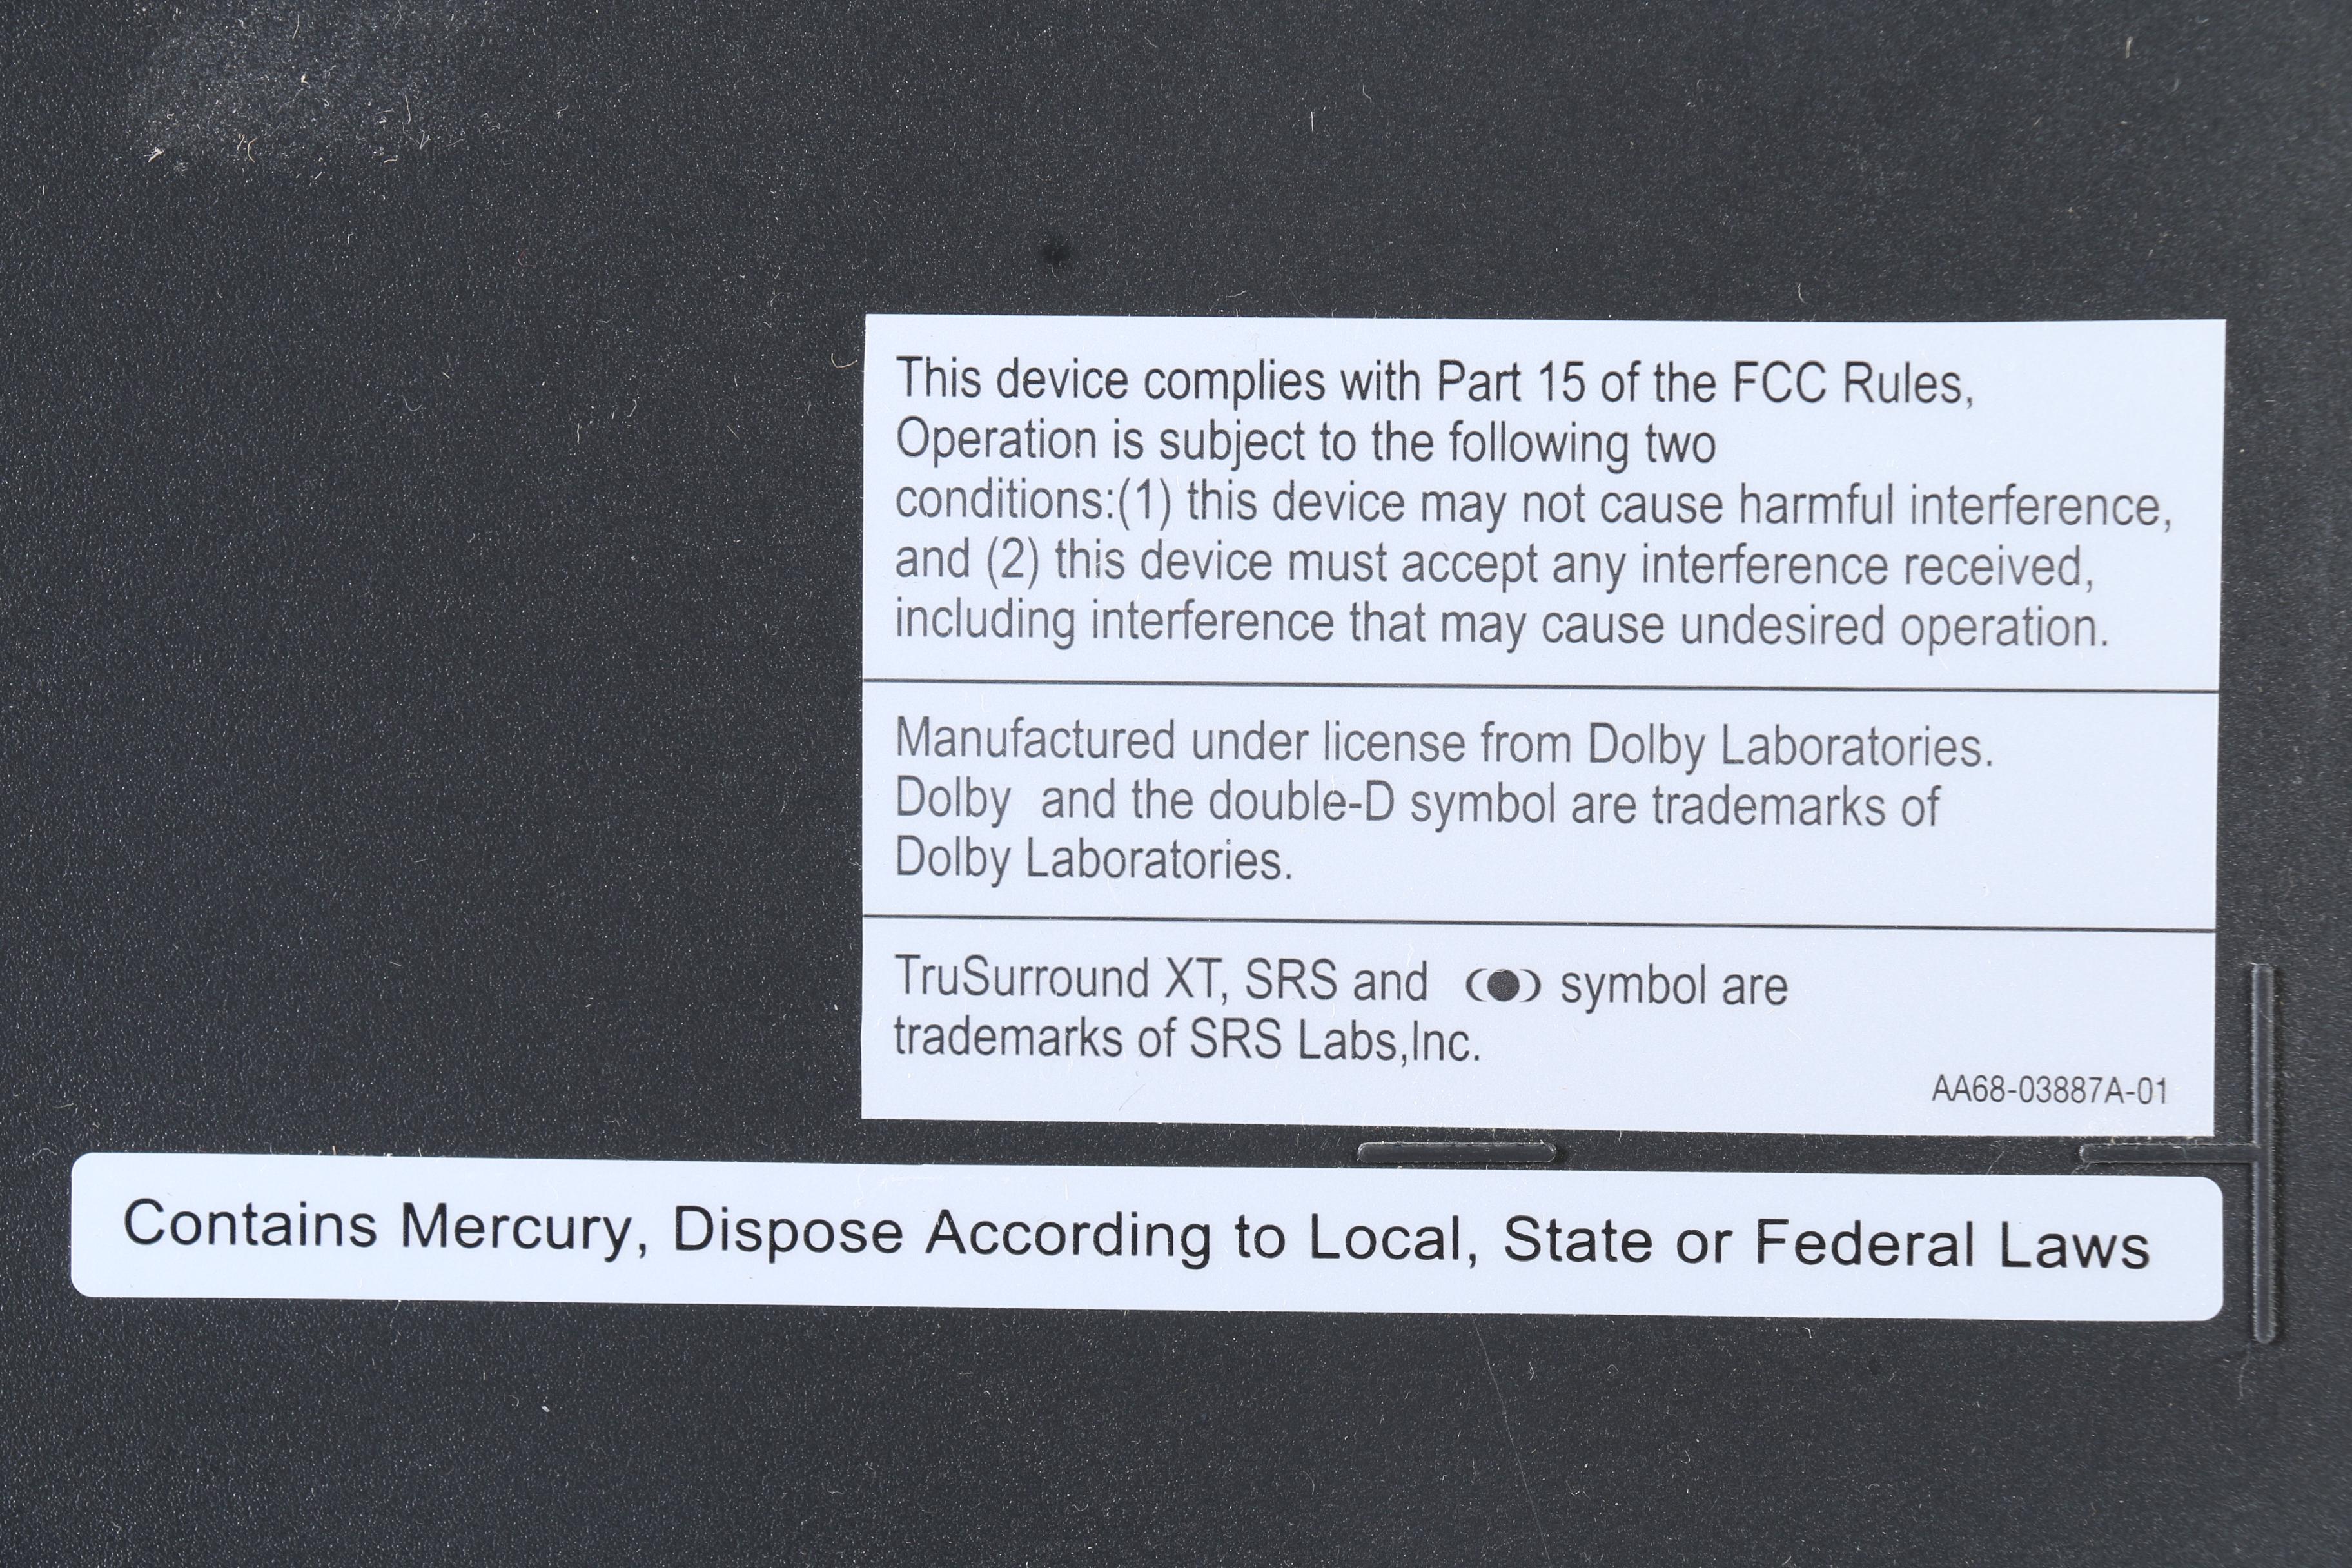 This device complies with Part 15 of the FCC Rules,
Operation is subject to the following two
conditions:(1) this device may not cause harmful interference,
and (2) this device must accept any interference received,
including interference that may cause undesired operation.
Manufactured under license from Dolby Laboratories.
Dolby  and the double-D symbol are trademarks of
Dolby Laboratories.
TruSurround XT, SRS and (●) symbol are
trademarks of SRS Labs,Inc.
AA68-03887A-01
Contains Mercury, Dispose According to Local, State or Federal Laws